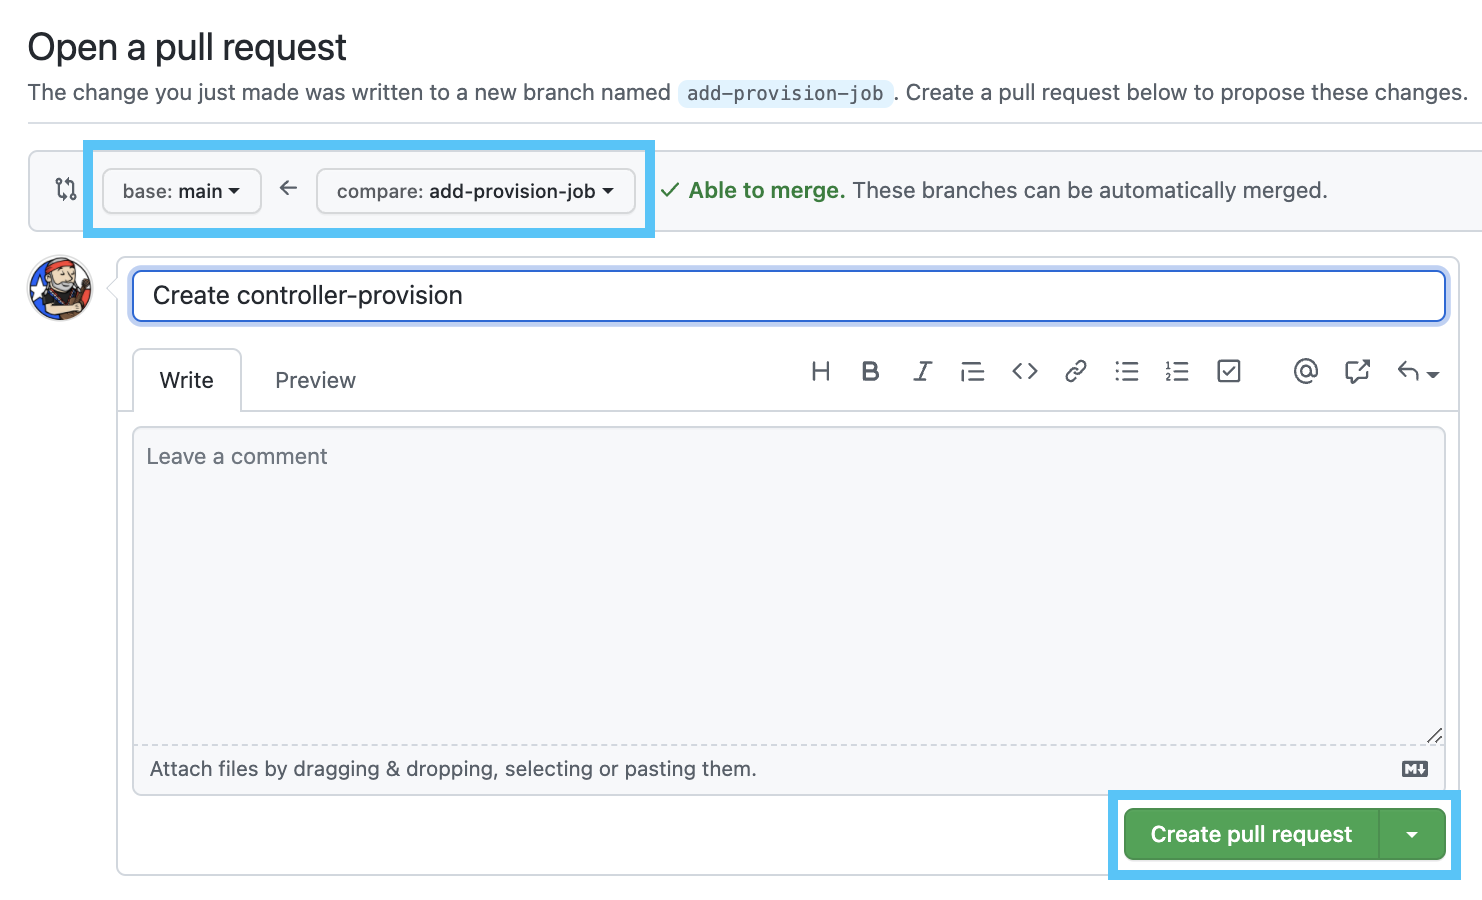 Open a pull request
The change you just made was written to a new branch named add-provision-job. Create a pull request below to propose these changes.
base: main compare: add-provision-job Able to merge. These branches can be automatically merged.
Create controller-provision
Write Preview
Leave a comment
Attach files by dragging & dropping, selecting or pasting them.
Create pull request